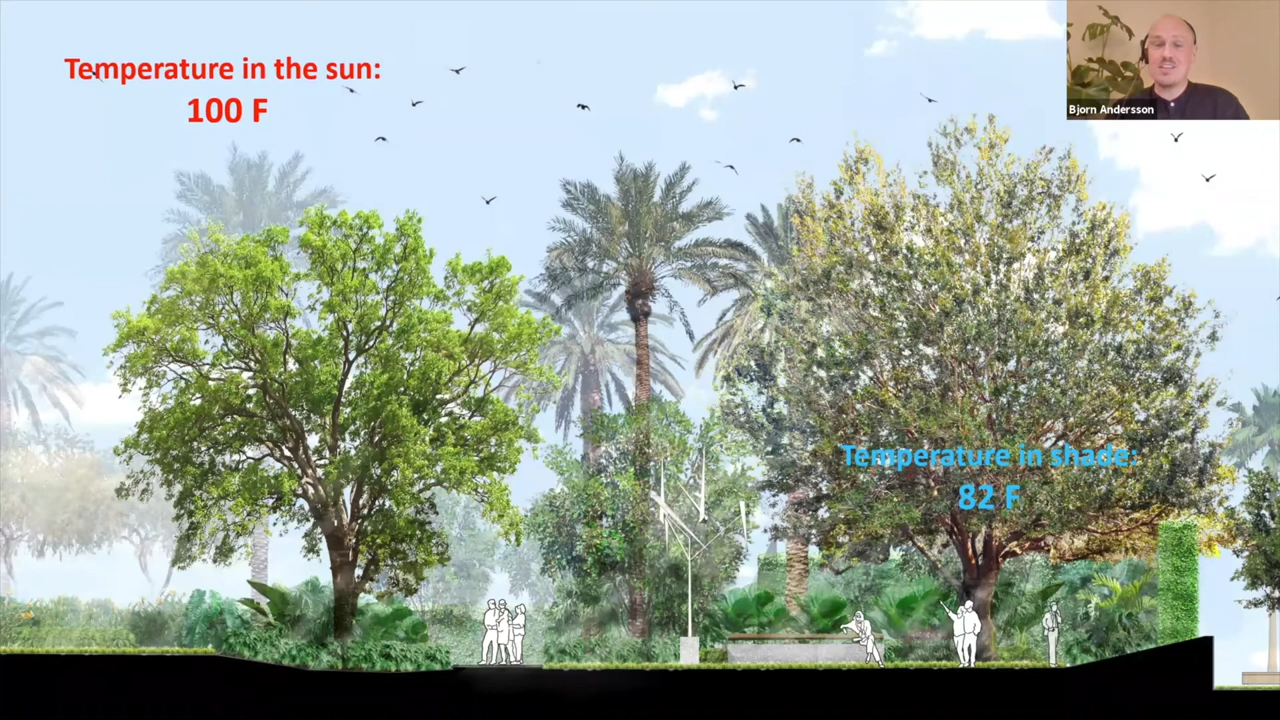 Temperature in the sun:
100 F
Bjorn Andersson
Temperature in shade:
82 F